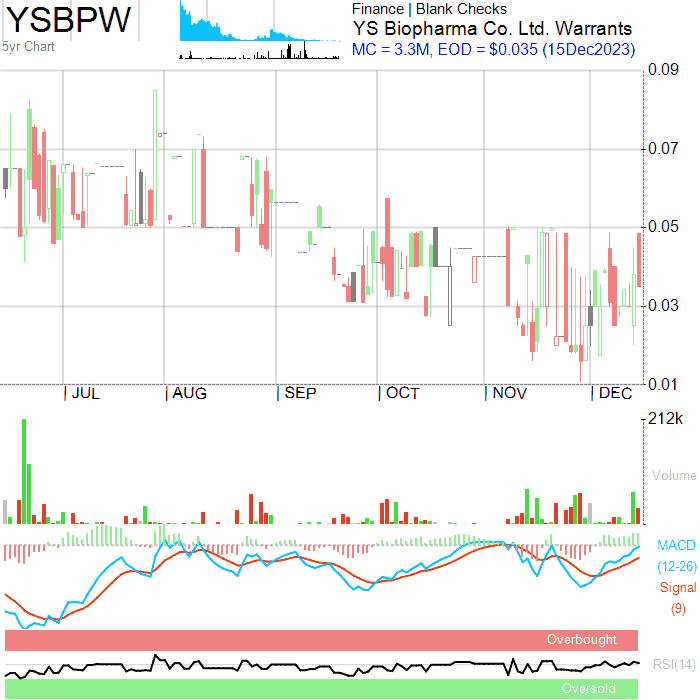 YSBPW
5yr Chart
Finance | Blank Checks
YS Biopharma Co. Ltd. Warrants
MC = 3.3M, EOD = $0.035 (15Dec2023)
0.09
0.07
0.05
0.03
0.01
| JUL | AUG | SEP | OCT | NOV | DEC
212k
Volume
MACD
(12-26)
Signal
(9)
Overbought
RSI(14)
Oversold